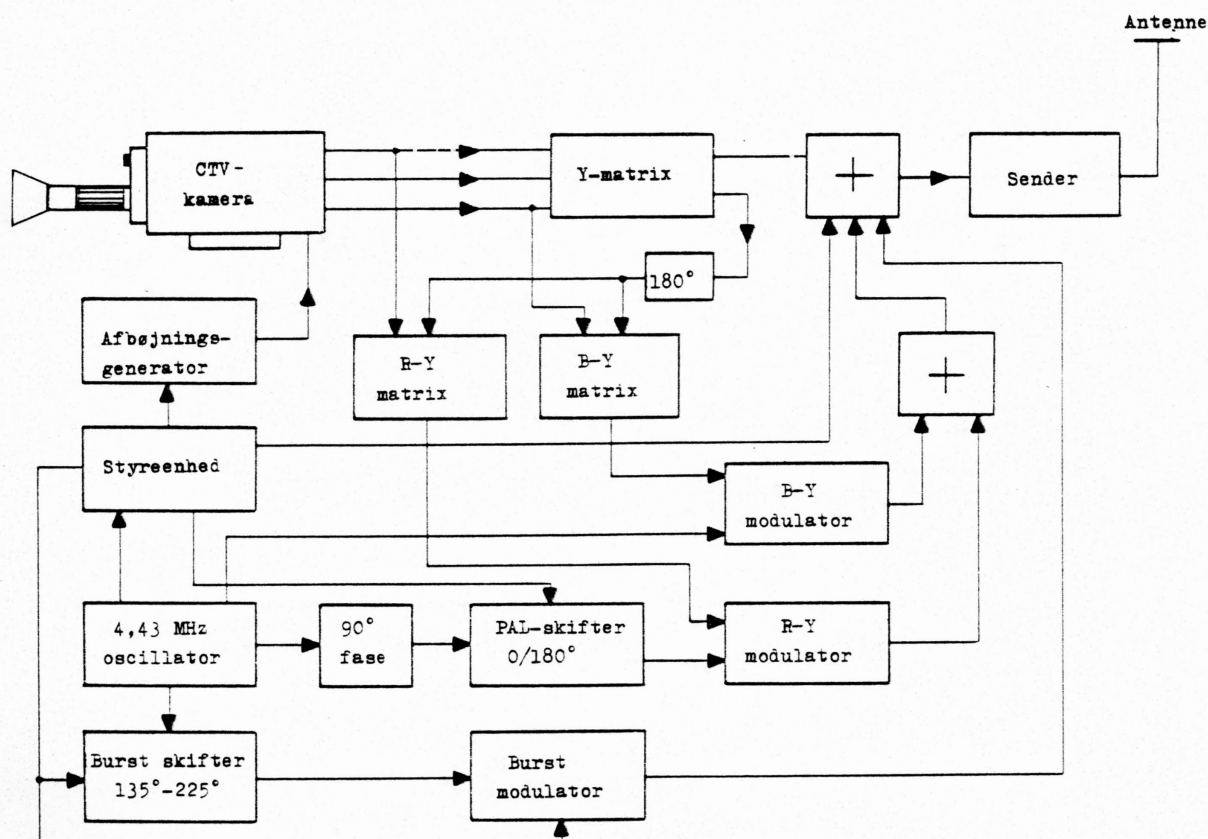 Antenne
CTV-
kamera
Y-matrix
+
Sender
180°
Afbøjnings-
generator
R-Y
matrix
B-Y
matrix
+
Styreenhed
B-Y
modulator
4,43 MHz
oscillator
90°
fase
PAL-skifter
0/180°
R-Y
modulator
Burst skifter
135°-225°
Burst
modulator